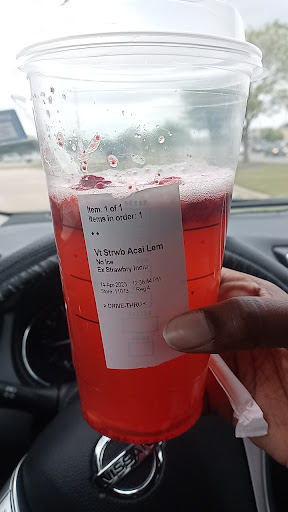 Item: 1 of 1
Items in order: 1
Vt Strwb Acai Lem
No Ice
Ex Strawbry Inclu
> DRIVE-THRU <
NISSAN